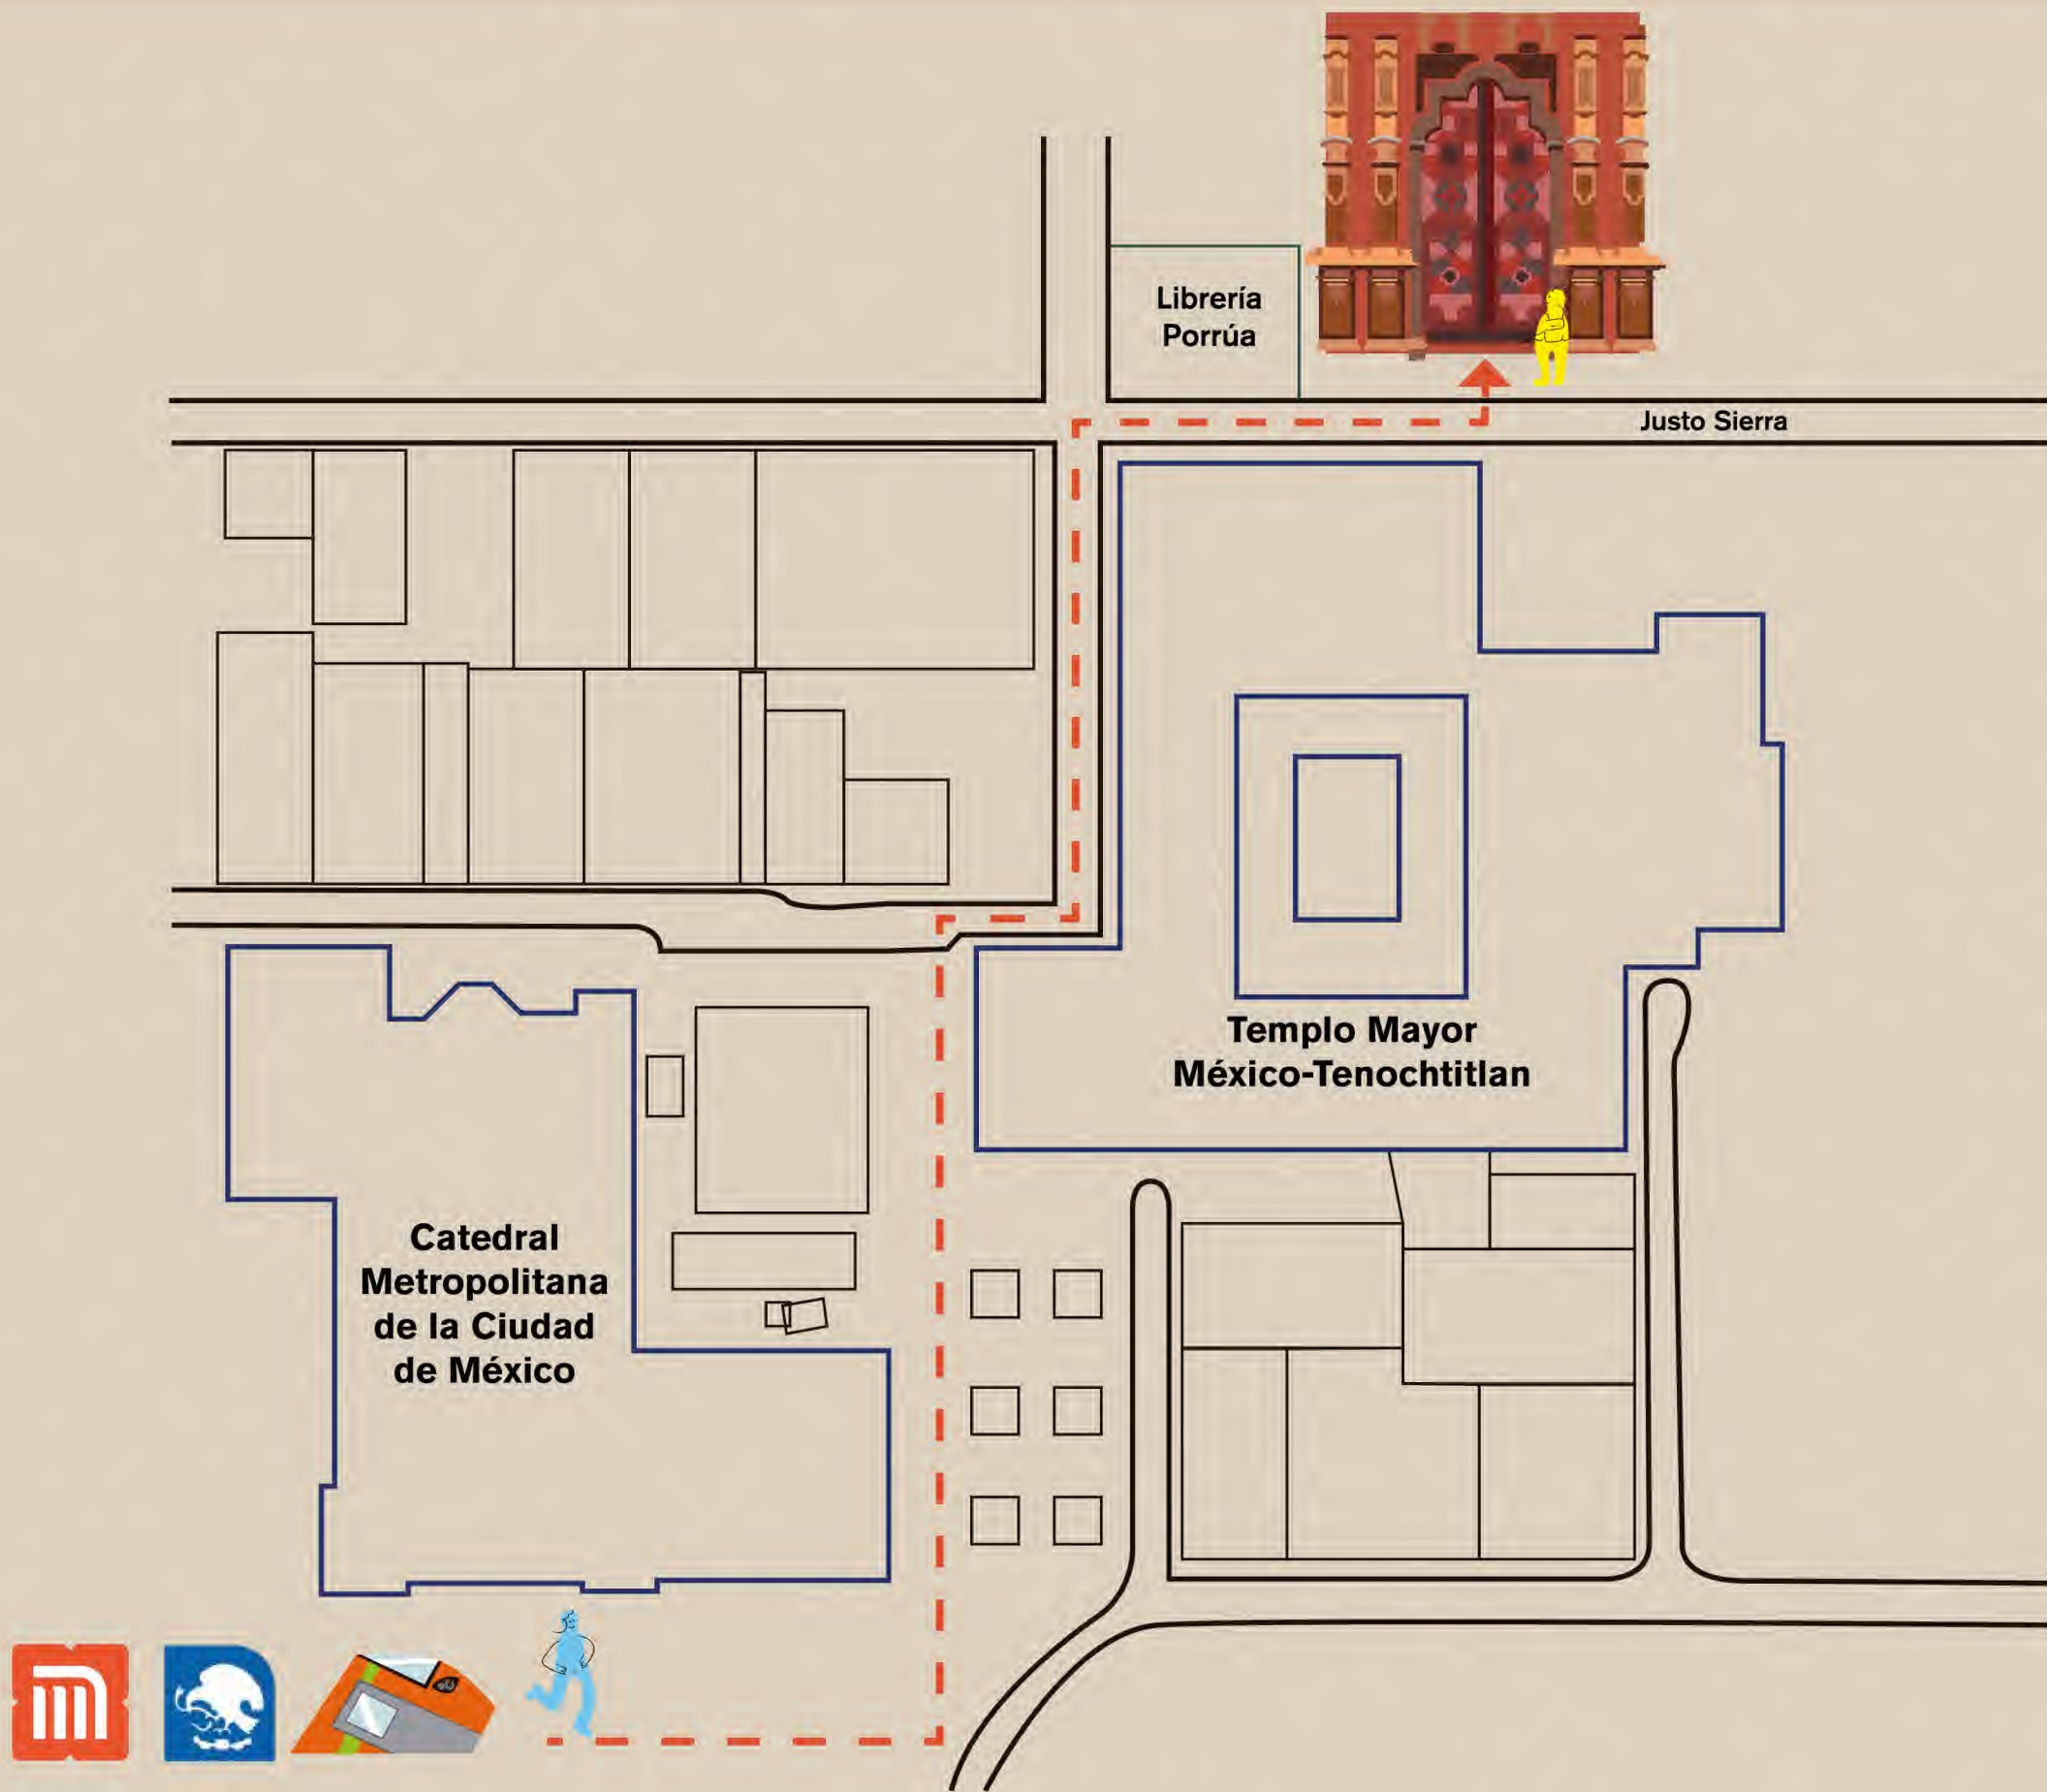 Librería
Porrúa
Justo Sierra
Templo Mayor
México-Tenochtitlan
Catedral
Metropolitana
de la Ciudad
de México